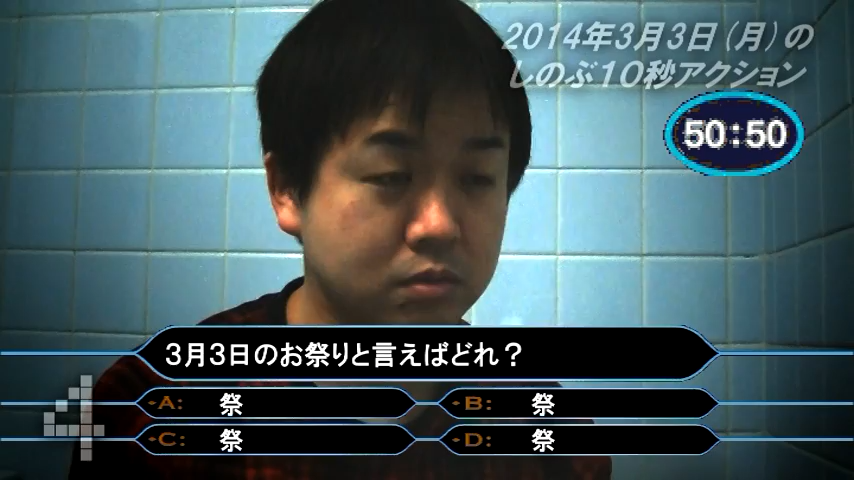 2014年3月3日(月)の
しのぶ10秒アクション
50:50
3月3日のお祭りと言えばどれ？
A: 祭
B: 祭
C: 祭
D: 祭
4